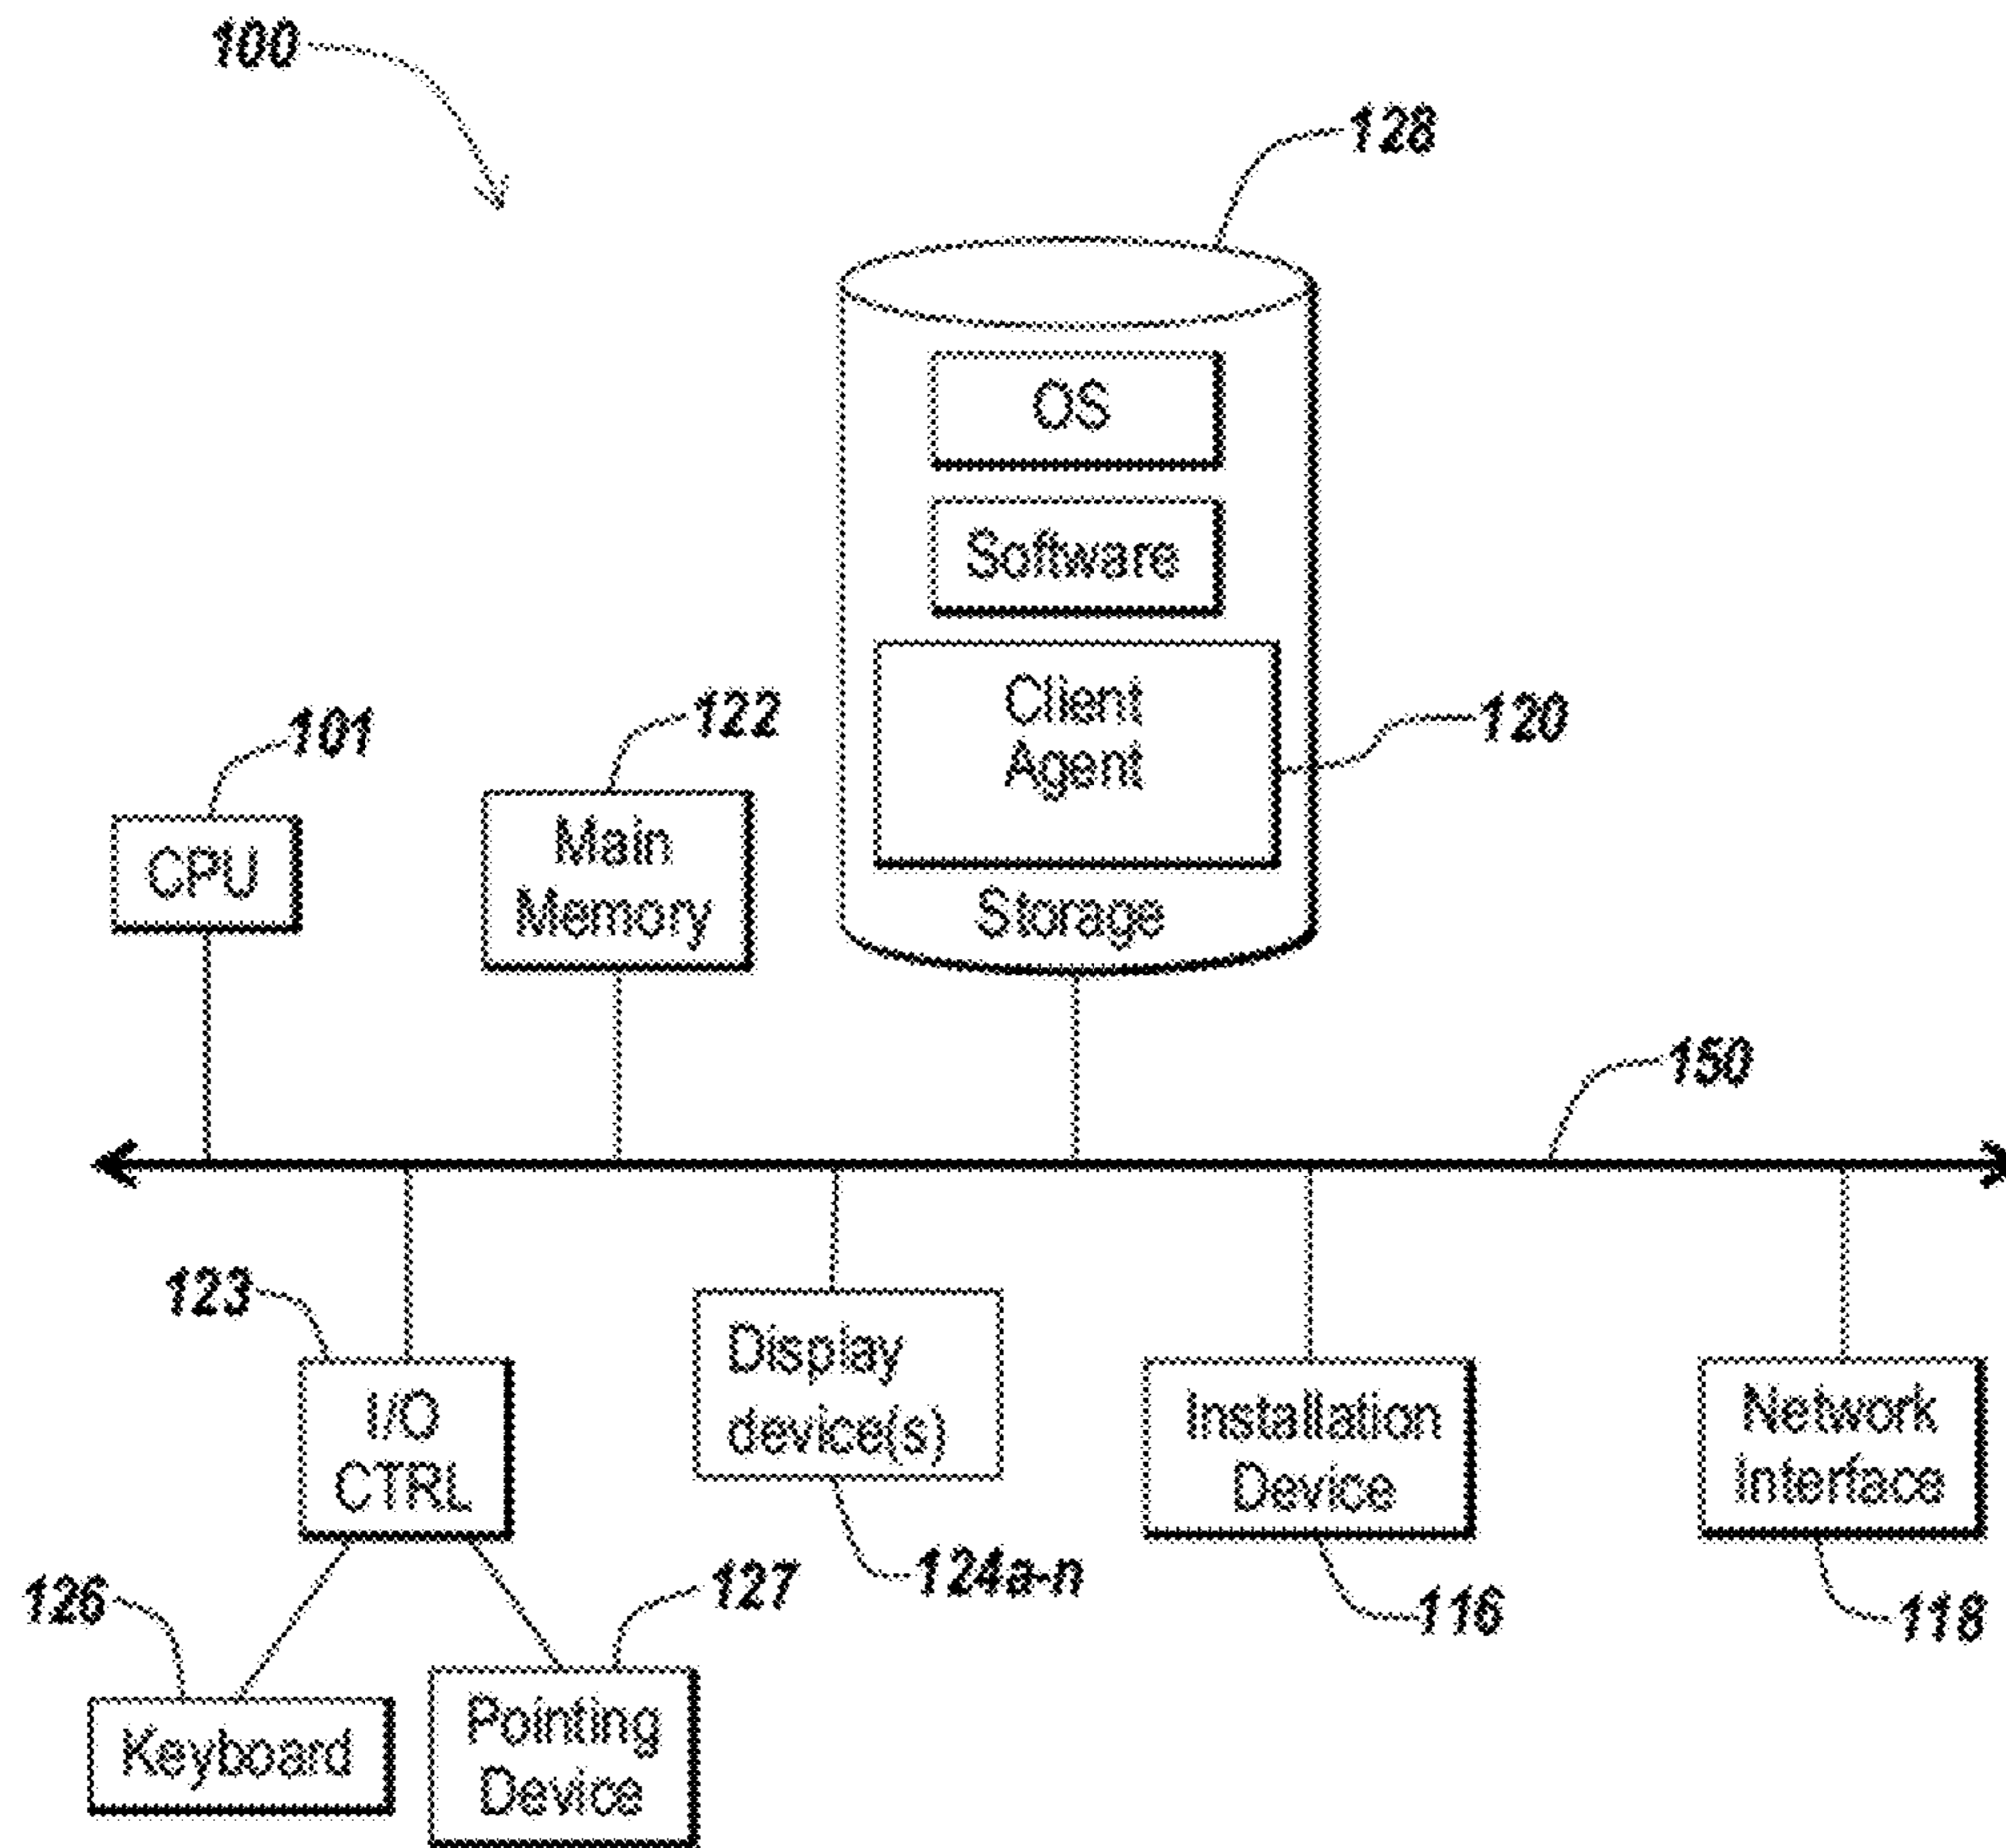 100
128
OS
Software
Client
Agent
120
Storage
101
CPU
122
Main
Memory
150
123
I/O
CTRL
Display
device(s)
124a-n
Installation
Device
116
Network
Interface
118
126
Keyboard
127
Pointing
Device